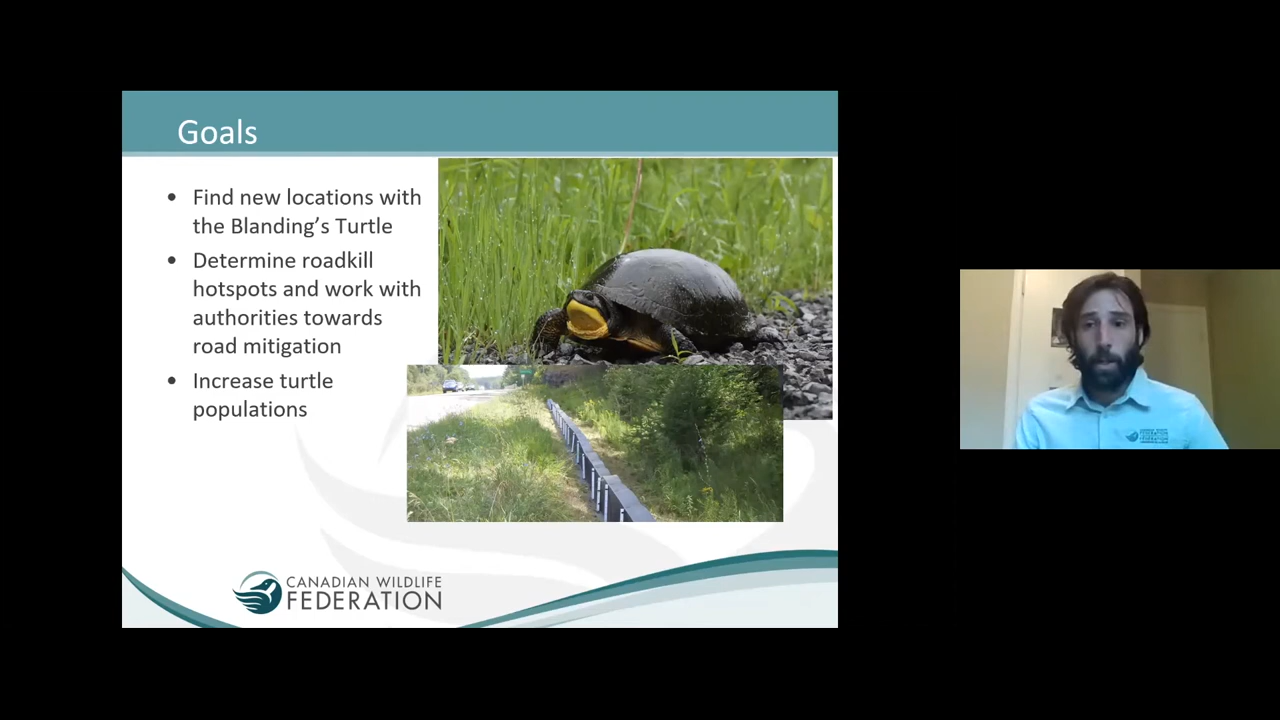 Goals
• Find new locations with
the Blanding's Turtle
• Determine roadkill
hotspots and work with
authorities towards
road mitigation
• Increase turtle
populations
CANADIAN WILDLIFE
FEDERATION
FEDERATION